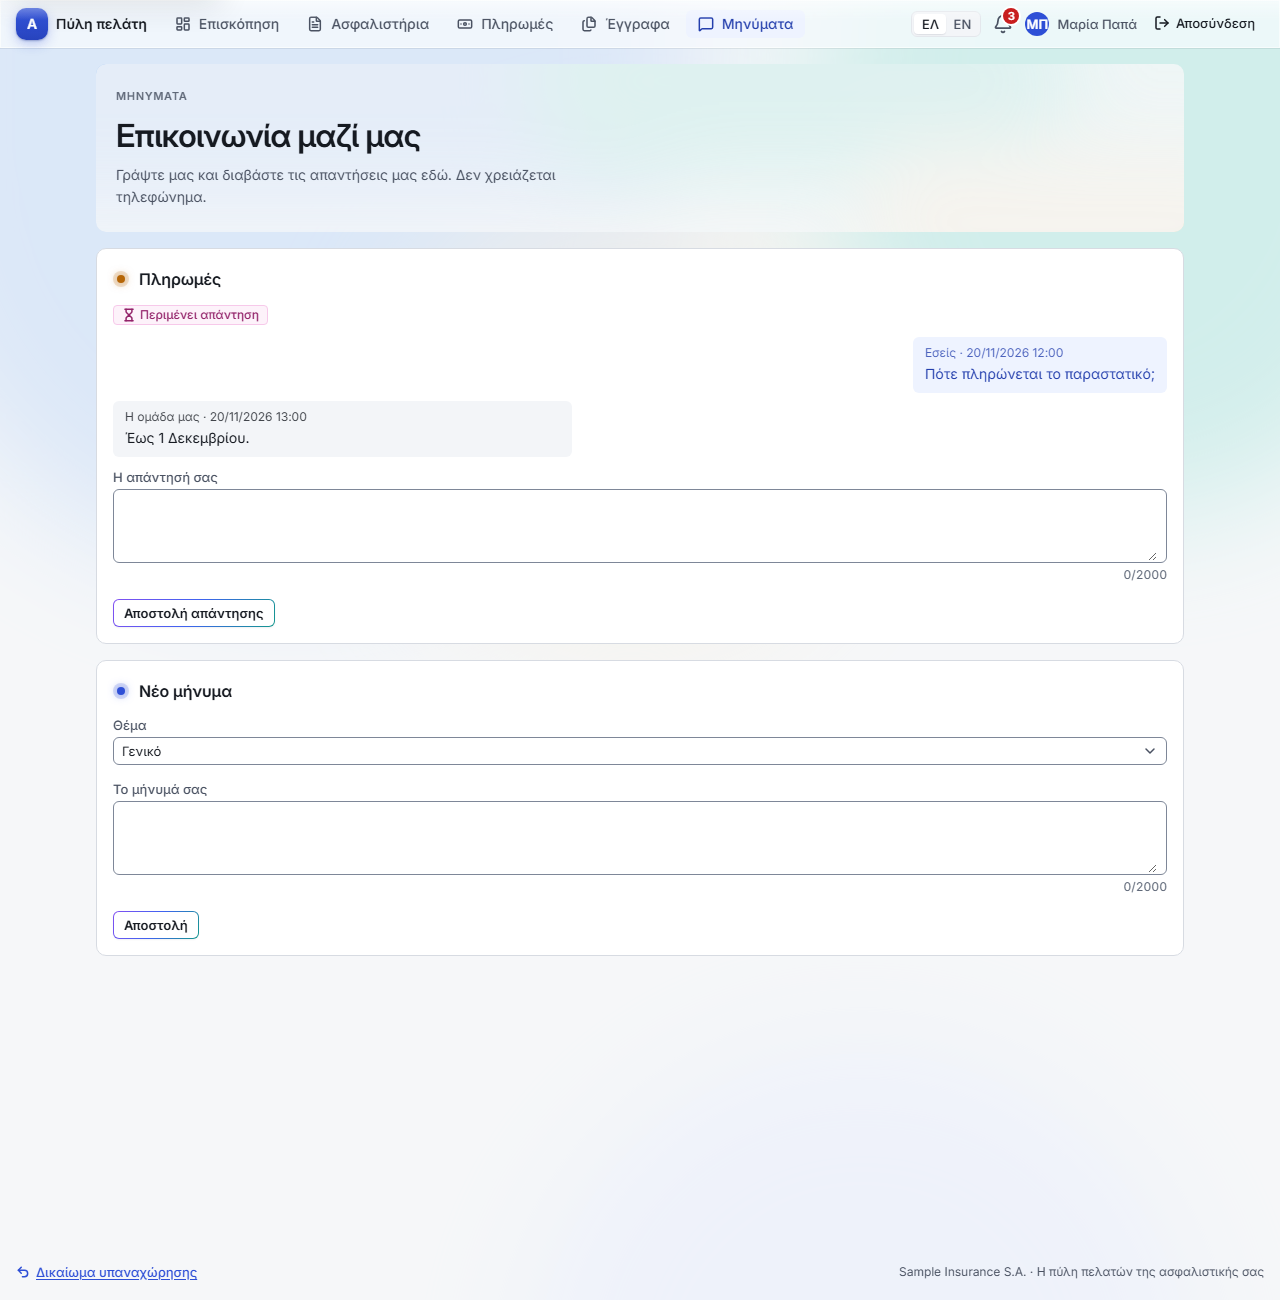 A Πύλη πελάτη Επισκόπηση Ασφαλιστήρια Πληρωμές Έγγραφα Μηνύματα ΕΛ EN 3 ΜΠ Μαρία Παπά Αποσύνδεση
ΜΗΝΥΜΑΤΑ
Επικοινωνία μαζί μας
Γράψτε μας και διαβάστε τις απαντήσεις μας εδώ. Δεν χρειάζεται
τηλεφώνημα.
Πληρωμές
Περιμένει απάντηση
Εσείς · 20/11/2026 12:00
Πότε πληρώνεται το παραστατικό;
Η ομάδα μας · 20/11/2026 13:00
Έως 1 Δεκεμβρίου.
Η απάντησή σας
0/2000
Αποστολή απάντησης
Νέο μήνυμα
Θέμα
Γενικό
Το μήνυμά σας
0/2000
Αποστολή
Δικαίωμα υπαναχώρησης
Sample Insurance S.A. · Η πύλη πελατών της ασφαλιστικής σας